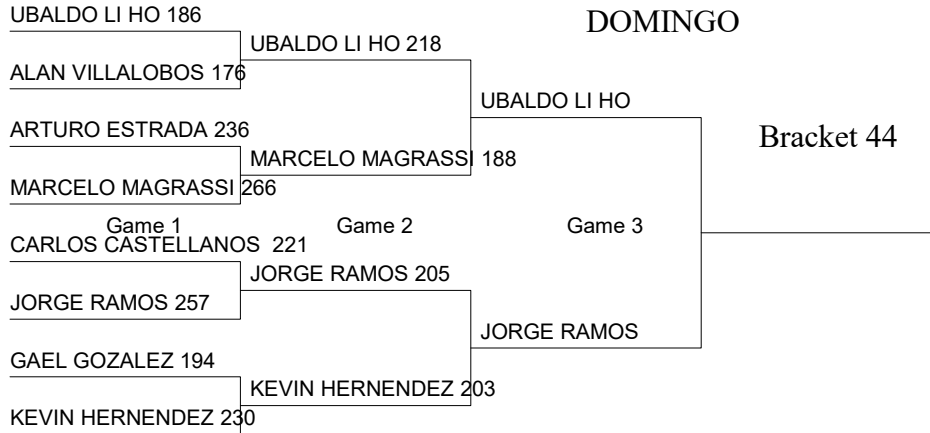 UBALDO LI HO 186
DOMINGO
UBALDO LI HO 218
ALAN VILLALOBOS 176
UBALDO LI HO
ARTURO ESTRADA 236
Bracket 44
MARCELO MAGRASSI 188
MARCELO MAGRASSI 266
Game 1
Game 2
Game 3
CARLOS CASTELLANOS 221
JORGE RAMOS 205
JORGE RAMOS 257
JORGE RAMOS
GAEL GOZALEZ 194
KEVIN HERNENDEZ 203
KEVIN HERNENDEZ 230